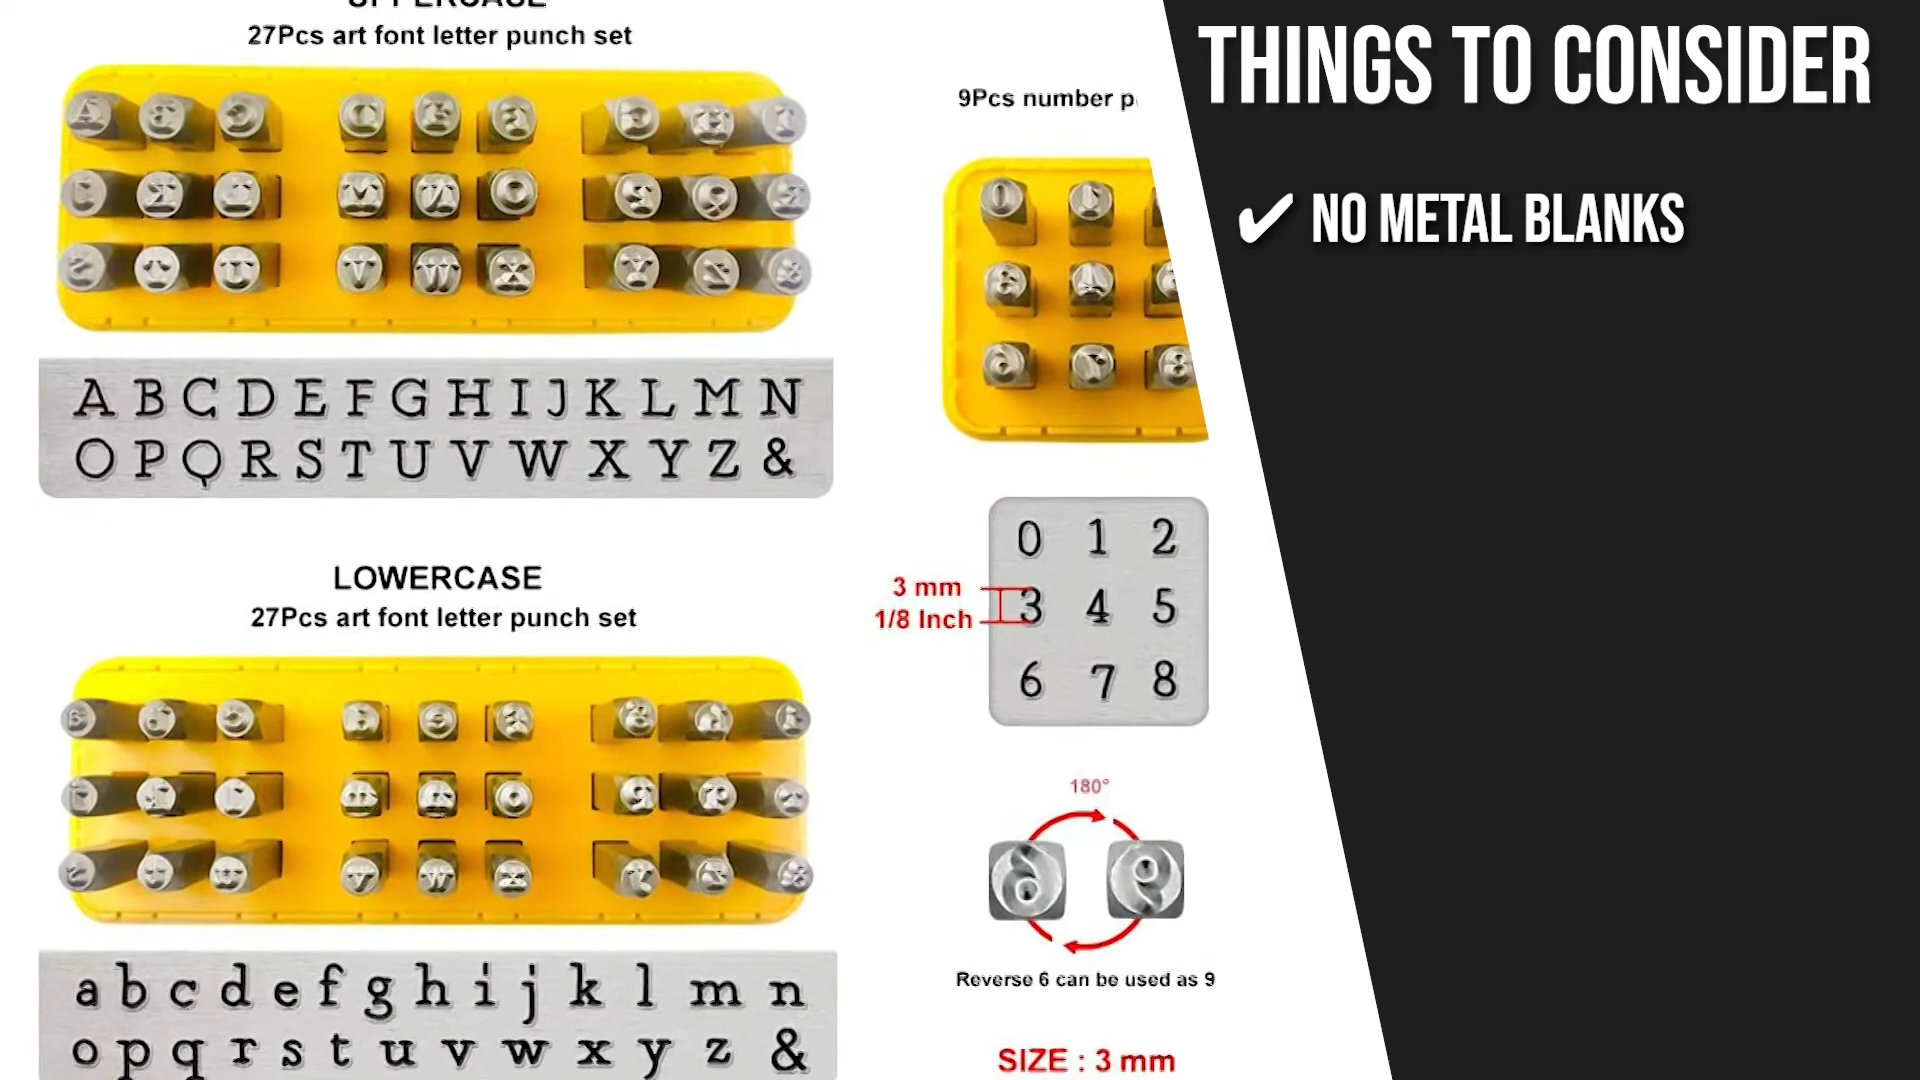 UPPERCASE
27Pcs art font letter punch set
A B C D E F G H I J K L M N
O P Q R S T U V W X Y Z &
LOWERCASE
27Pcs art font letter punch set
a b c d e f g h i j k l m n
o p q r s t u v w x y z &
9Pcs number p
0 1 2
3 4 5
6 7 8
3 mm
1/8 Inch
180°
Reverse 6 can be used as 9
SIZE : 3 mm
THINGS TO CONSIDER
✔ NO METAL BLANKS